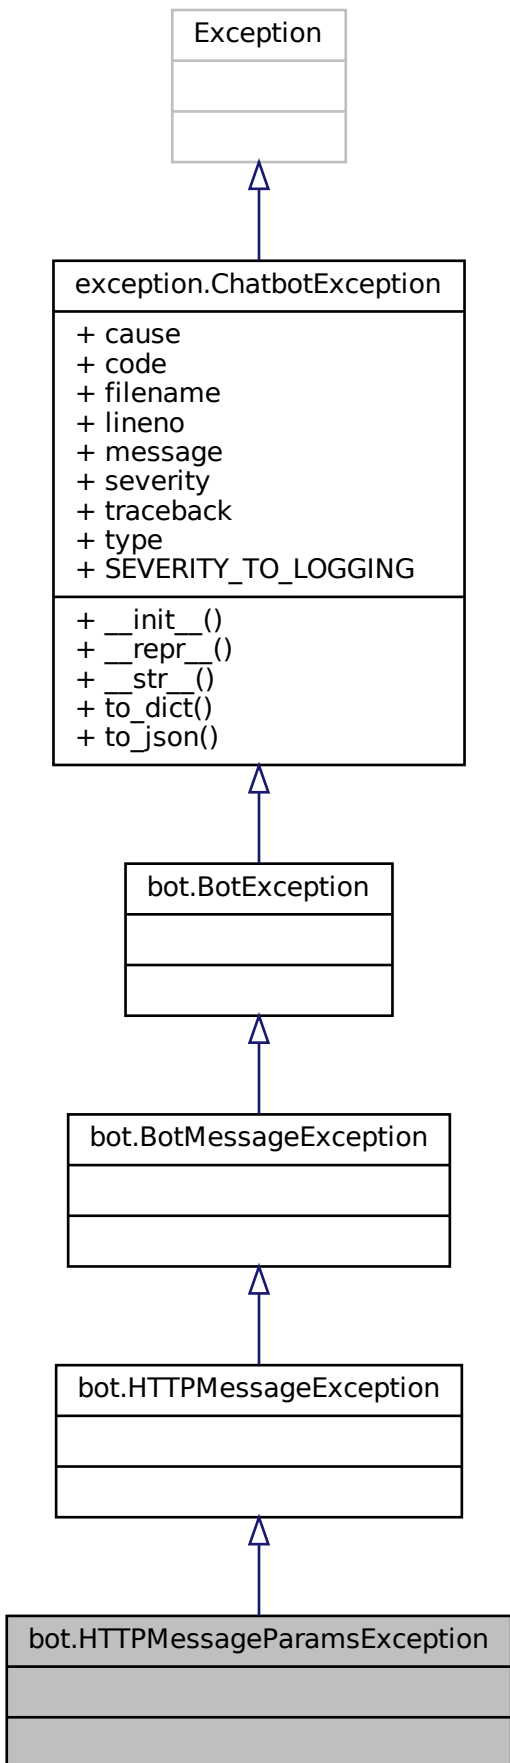 Exception
exception.ChatbotException
+ cause
+ code
+ filename
+ lineno
+ message
+ severity
+ traceback
+ type
+ SEVERITY_TO_LOGGING
+ __init__()
+ __repr__()
+ __str__()
+ to_dict()
+ to_json()
bot.BotException
bot.BotMessageException
bot.HTTPMessageException
bot.HTTPMessageParamsException